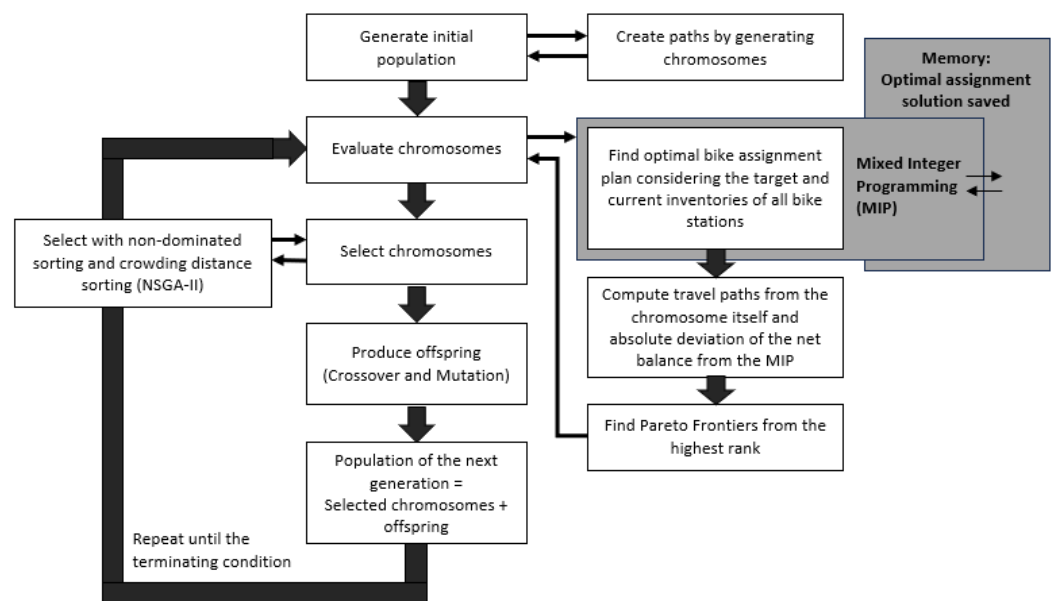 Generate initial
population
Create paths by generating
chromosomes
Memory:
Optimal assignment
solution saved
Evaluate chromosomes
Find optimal bike assignment
plan considering the target and
current inventories of all bike
stations
Mixed Integer
Programming
(MIP)
Select with non-dominated
sorting and crowding distance
sorting (NSGA-II)
Select chromosomes
Compute travel paths from the
chromosome itself and
absolute deviation of the net
balance from the MIP
Produce offspring
(Crossover and Mutation)
Find Pareto Frontiers from the
highest rank
Population of the next
generation =
Selected chromosomes +
offspring
Repeat until the
terminating condition